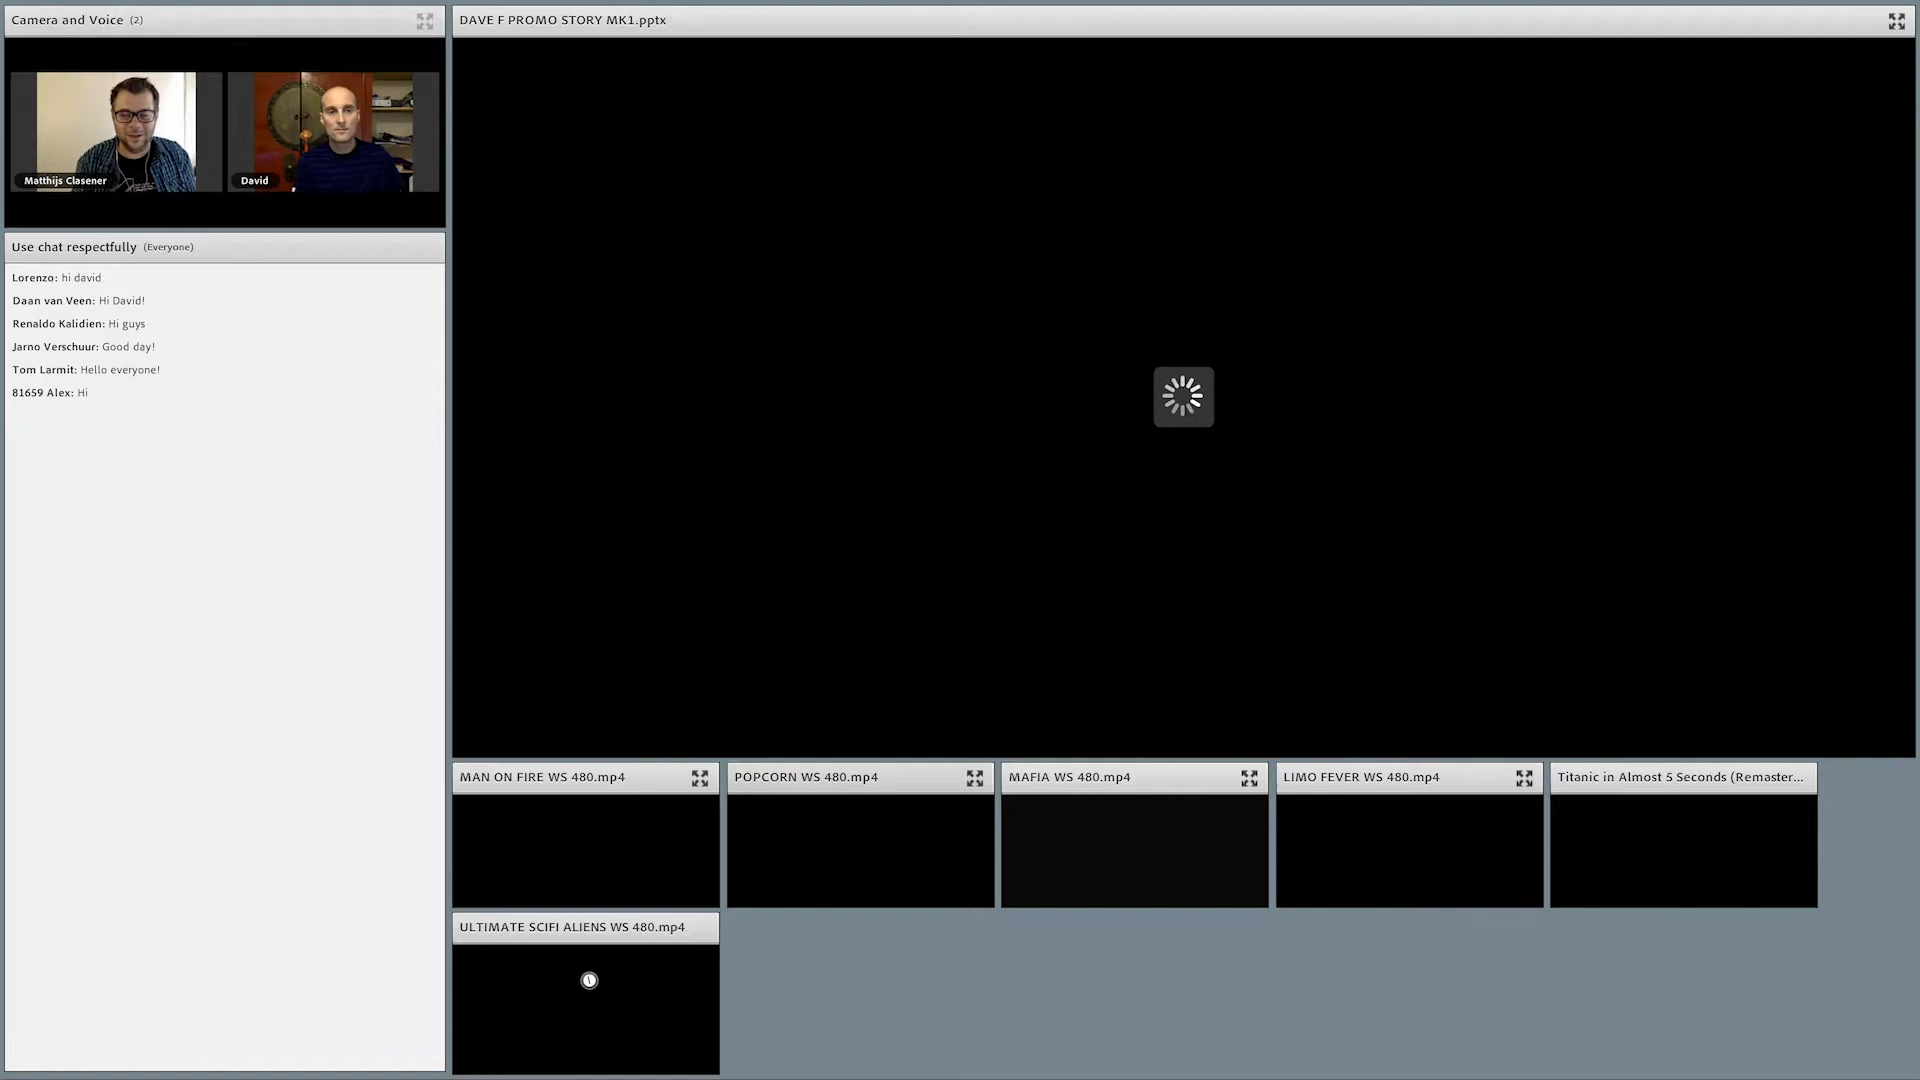 Camera and Voice (2)
DAVE F PROMO STORY MK1.pptx
Matthijs Clasener
David
Use chat respectfully (Everyone)
Lorenzo: hi david
Daan van Veen: Hi David!
Renaldo Kalidien: Hi guys
Jarno Verschuur: Good day!
Tom Larmit: Hello everyone!
81659 Alex: Hi
MAN ON FIRE WS 480.mp4
POPCORN WS 480.mp4
MAFIA WS 480.mp4
LIMO FEVER WS 480.mp4
Titanic in Almost 5 Seconds (Remaster...
ULTIMATE SCIFI ALIENS WS 480.mp4